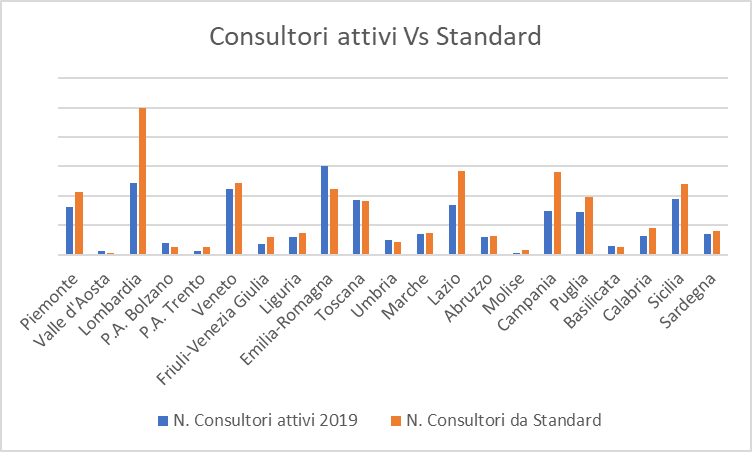 Consultori attivi Vs Standard
Piemonte
Valle d'Aosta
Lombardia
P.A. Bolzano
P.A. Trento
Veneto
Friuli-Venezia Giulia
Liguria
Emilia-Romagna
Toscana
Umbria
Marche
Lazio
Abruzzo
Molise
Campania
Puglia
Basilicata
Calabria
Sicilia
Sardegna
N. Consultori attivi 2019
N. Consultori da Standard